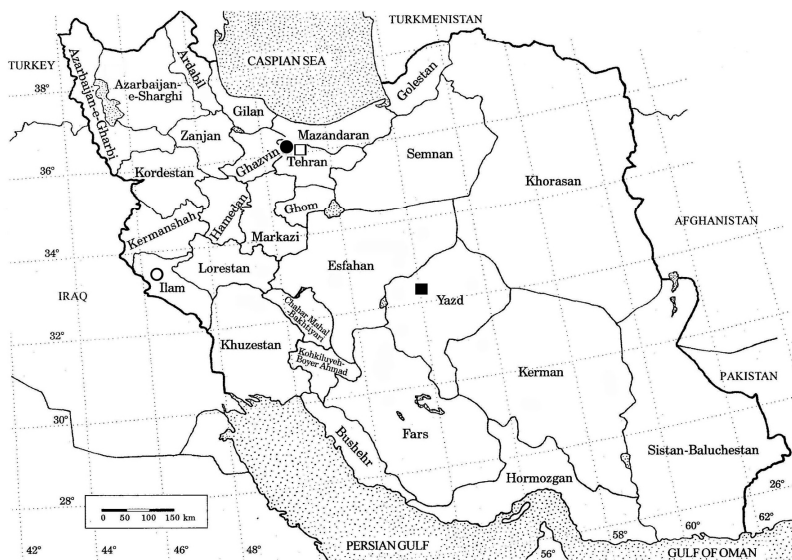 TURKMENISTAN
TURKEY
CASPIAN SEA
38°
Azarbaijan-e-Gharbi
Azarbaijan-e-Sharghi
Ardabil
Gilan
Golestan
Mazandaran
Zanjan
Ghazvin
Tehran
Semnan
Khorasan
36°
Kordestan
Hamedan
Ghom
Kermanshah
Markazi
AFGHANISTAN
34°
Lorestan
Esfahan
Ilam
IRAQ
Yazd
Chahar Mahal
-Bakhtiyari
32°
Khuzestan
Kohkiluyeh-
Boyer Ahmad
Kerman
PAKISTAN
30°
Bushehr
Fars
Sistan-Baluchestan
Hormozgan
28°
26°
0 50 100 150 km
42° 44° 46° 48° 56° 58° 60° 62°
PERSIAN GULF
GULF OF OMAN